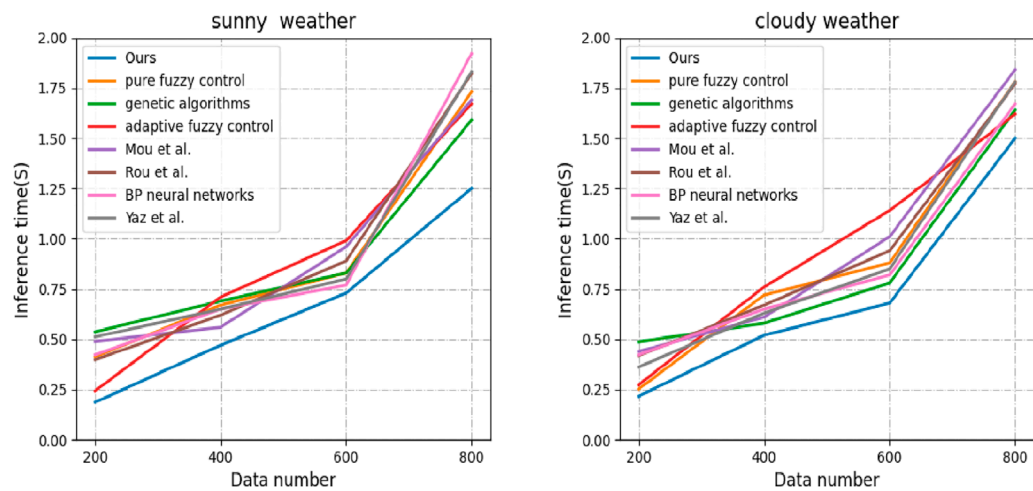 sunny weather
2.00
1.75
1.50
1.25
1.00
0.75
0.50
0.25
0.00
Inference time(S)
Ours
pure fuzzy control
genetic algorithms
adaptive fuzzy control
Mou et al.
Rou et al.
BP neural networks
Yaz et al.
200 400 600 800
Data number
cloudy weather
2.00
1.75
1.50
1.25
1.00
0.75
0.50
0.25
0.00
Inference time(S)
Ours
pure fuzzy control
genetic algorithms
adaptive fuzzy control
Mou et al.
Rou et al.
BP neural networks
Yaz et al.
200 400 600 800
Data number